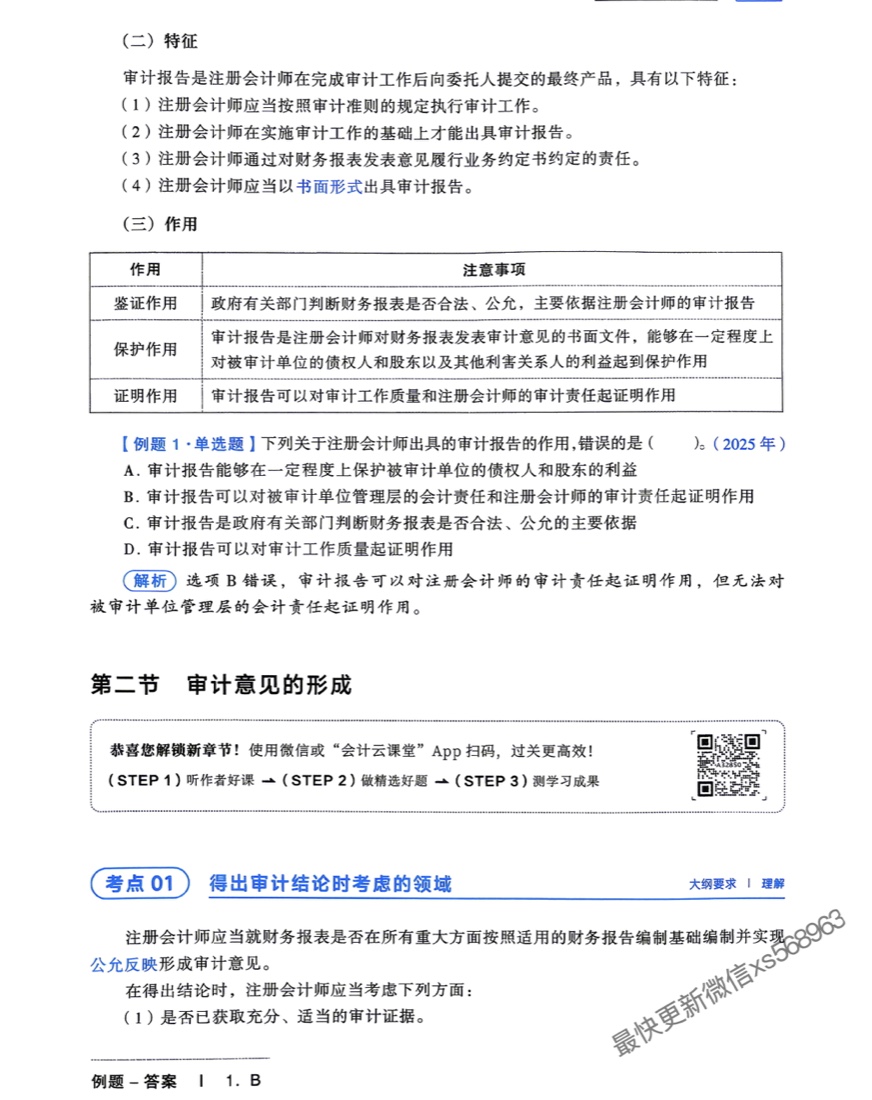 （二）特征
审计报告是注册会计师在完成审计工作后向委托人提交的最终产品，具有以下特征：
（1）注册会计师应当按照审计准则的规定执行审计工作。
（2）注册会计师在实施审计工作的基础上才能出具审计报告。
（3）注册会计师通过对财务报表发表意见履行业务约定书约定的责任。
（4）注册会计师应当以书面形式出具审计报告。
（三）作用
作用 注意事项
鉴证作用 政府有关部门判断财务报表是否合法、公允，主要依据注册会计师的审计报告
保护作用 审计报告是注册会计师对财务报表发表审计意见的书面文件，能够在一定程度上
对被审计单位的债权人和股东以及其他利害关系人的利益起到保护作用
证明作用 审计报告可以对审计工作质量和注册会计师的审计责任起证明作用
【例题 1·单选题】下列关于注册会计师出具的审计报告的作用，错误的是（  ）。（2025 年）
A. 审计报告能够在一定程度上保护被审计单位的债权人和股东的利益
B. 审计报告可以对被审计单位管理层的会计责任和注册会计师的审计责任起证明作用
C. 审计报告是政府有关部门判断财务报表是否合法、公允的主要依据
D. 审计报告可以对审计工作质量起证明作用
解析 选项 B 错误，审计报告可以对注册会计师的审计责任起证明作用，但无法对
被审计单位管理层的会计责任起证明作用。
第二节 审计意见的形成
恭喜您解锁新章节！使用微信或“会计云课堂”App 扫码，过关更高效！
（STEP 1）听作者好课 → （STEP 2）做精选好题 → （STEP 3）测学习成果
考点 01 得出审计结论时考虑的领域 大纲要求 | 理解
注册会计师应当就财务报表是否在所有重大方面按照适用的财务报告编制基础编制并实现
公允反映形成审计意见。
在得出结论时，注册会计师应当考虑下列方面：
（1）是否已获取充分、适当的审计证据。
最快更新微信xs568963
例题 – 答案 | 1. B